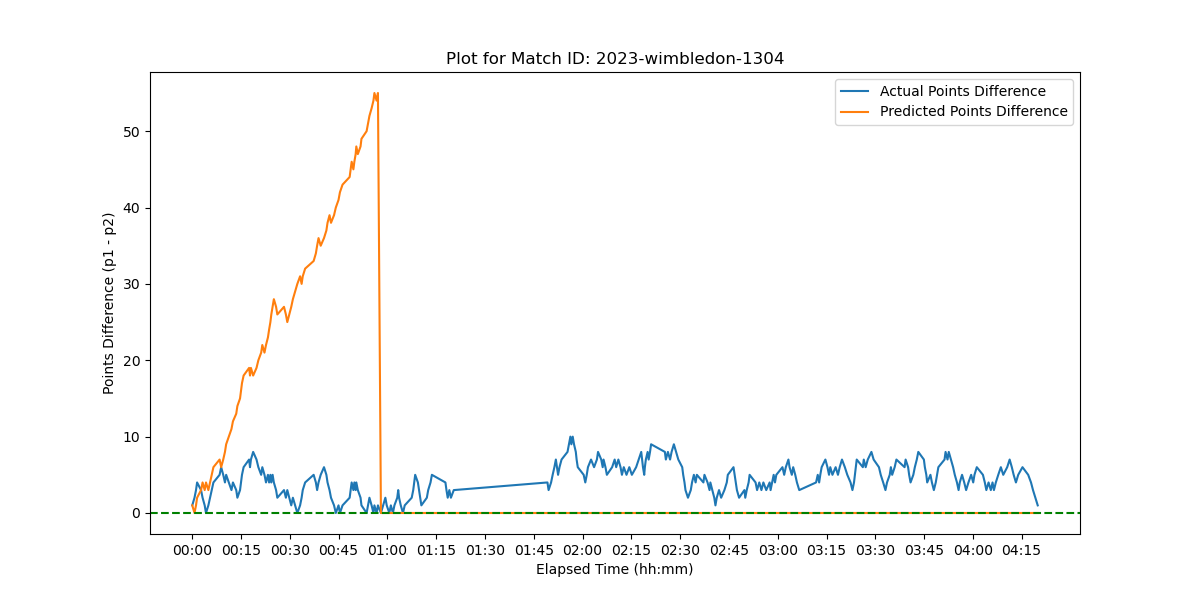 Plot for Match ID: 2023-wimbledon-1304
Actual Points Difference
Predicted Points Difference
Points Difference (p1 - p2)
50
40
30
20
10
0
00:00 00:15 00:30 00:45 01:00 01:15 01:30 01:45 02:00 02:15 02:30 02:45 03:00 03:15 03:30 03:45 04:00 04:15
Elapsed Time (hh:mm)